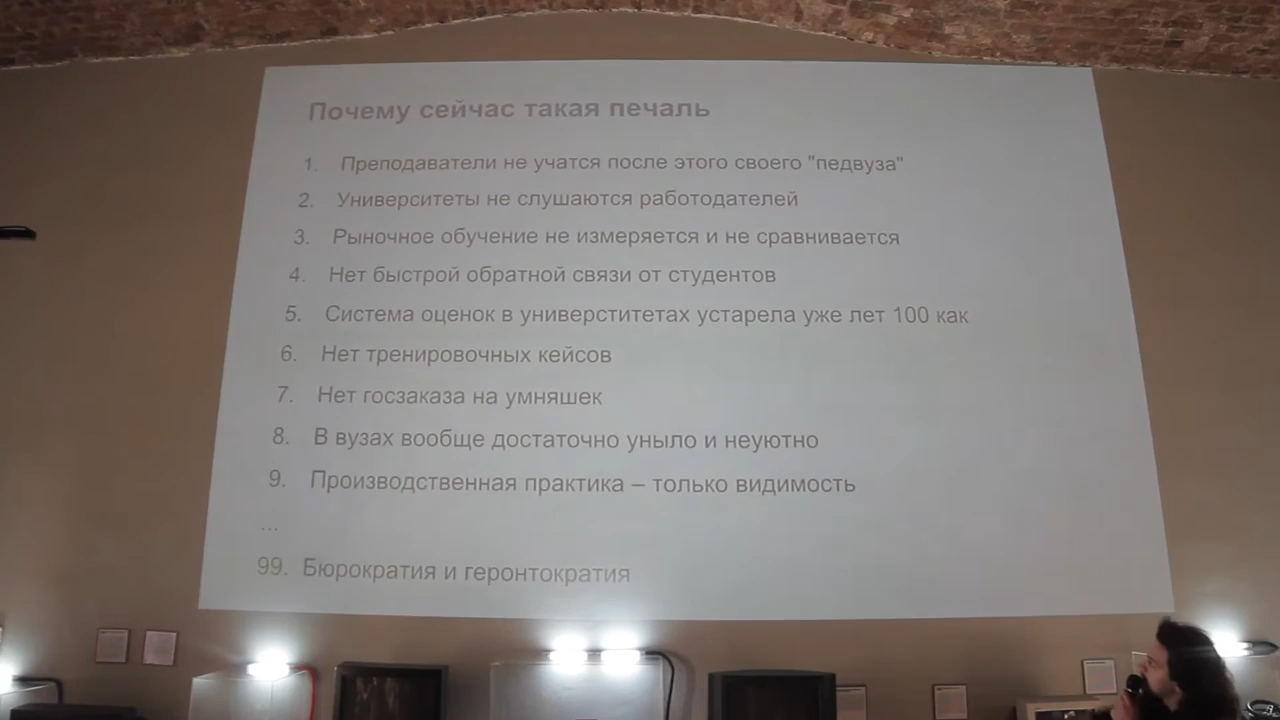 Почему сейчас такая печаль
1. Преподаватели не учатся после этого своего "педвуза"
2. Университеты не слушаются работодателей
3. Рыночное обучение не измеряется и не сравнивается
4. Нет быстрой обратной связи от студентов
5. Система оценок в универститетах устарела уже лет 100 как
6. Нет тренировочных кейсов
7. Нет госзаказа на умняшек
8. В вузах вообще достаточно уныло и неуютно
9. Производственная практика – только видимость
...
99. Бюрократия и геронтократия